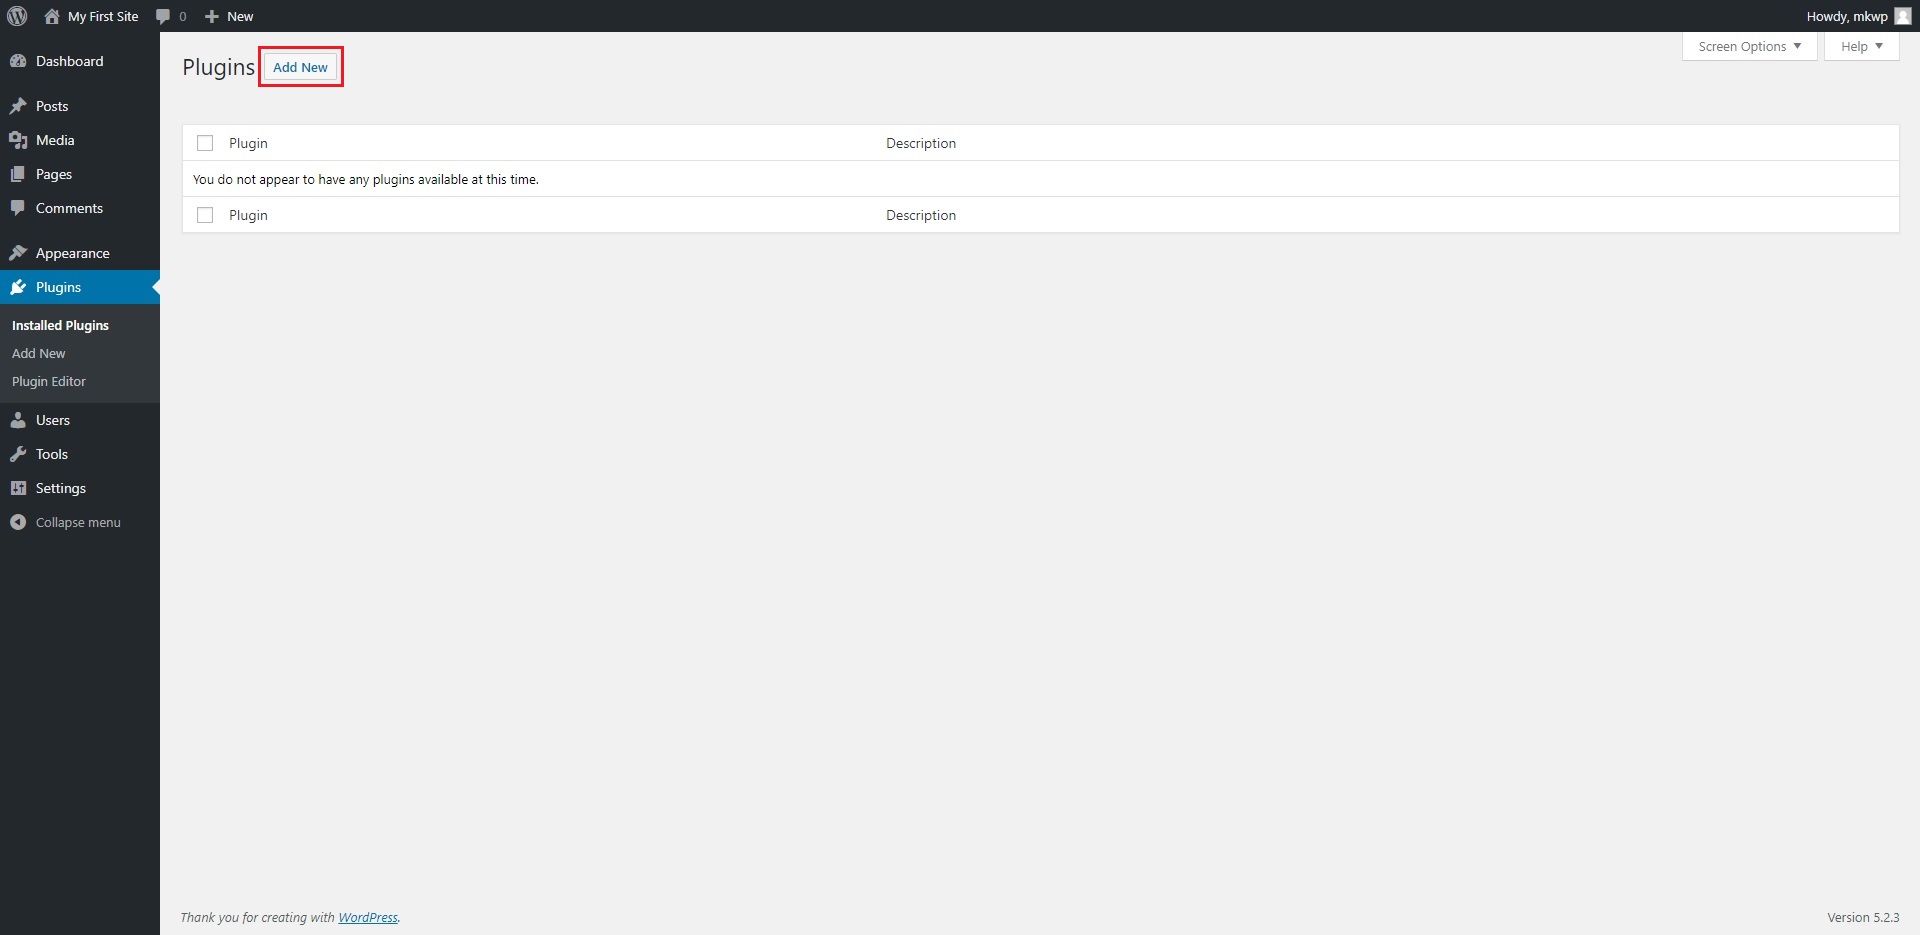 My First Site 0 New Howdy, mkwp
Screen Options Help
Dashboard
Posts
Media
Pages
Comments
Appearance
Plugins
Installed Plugins
Add New
Plugin Editor
Users
Tools
Settings
Collapse menu
Plugins Add New
Plugin Description
You do not appear to have any plugins available at this time.
Plugin Description
Thank you for creating with WordPress. Version 5.2.3